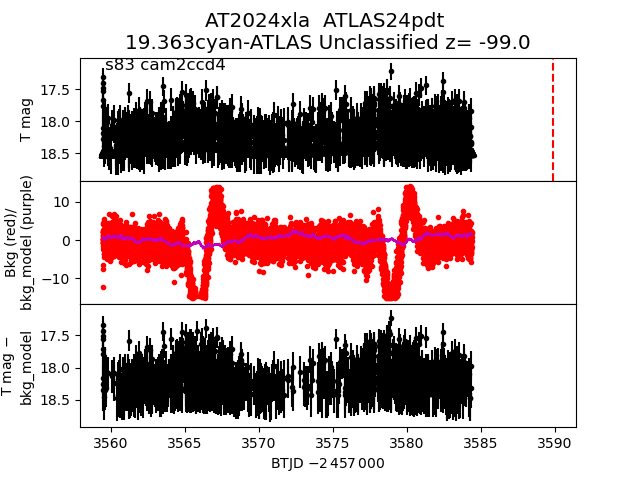 AT2024xla  ATLAS24pdt
19.363cyan-ATLAS Unclassified z= -99.0
s83 cam2ccd4
T mag
17.5
18.0
18.5
Bkg (red)/
bkg_model (purple)
10
0
−10
T mag −
bkg_model
17.5
18.0
18.5
3560 3565 3570 3575 3580 3585 3590
BTJD −2 457 000